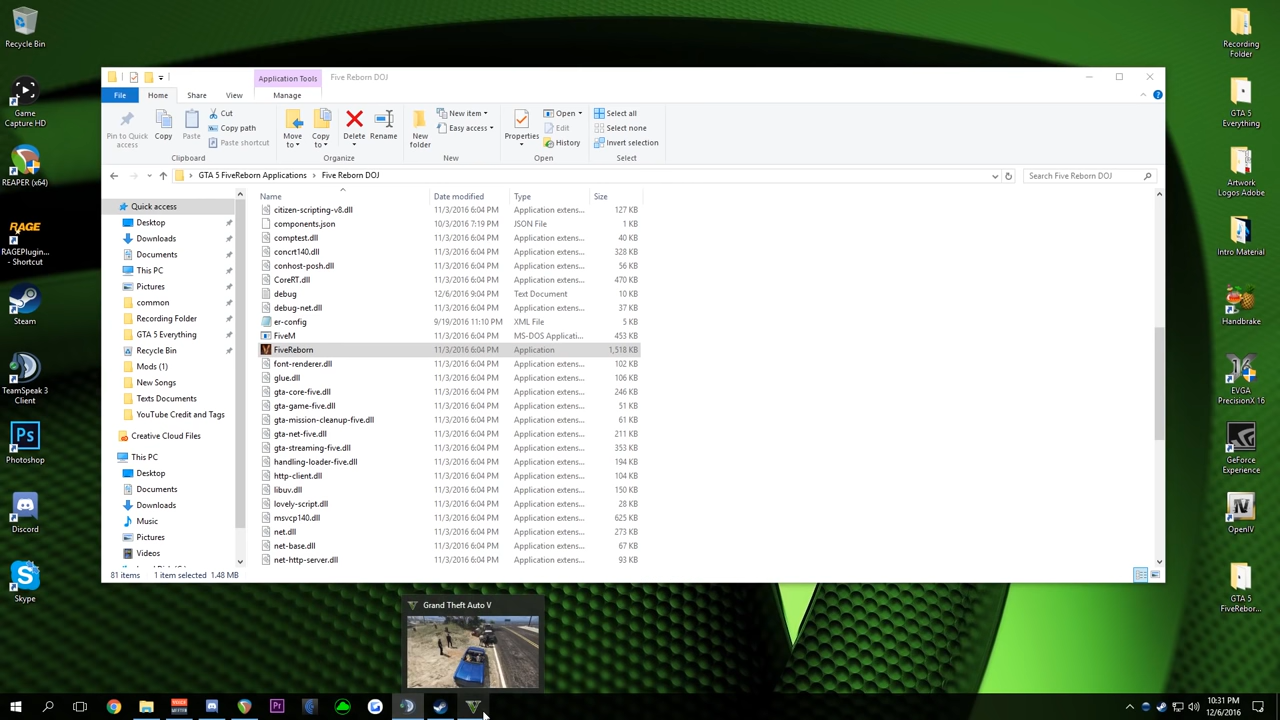 Recycle Bin
Game
Capture HD
REAPER (x64)
RAGE
RAGEPlugin...
- Shortcut
Steam
TeamSpeak 3
Client
Photoshop
Discord
Skype
Application Tools
Five Reborn DOJ
File
Home
Share
View
Manage
Pin to Quick
access
Copy
Paste
Cut
Copy path
Paste shortcut
Clipboard
Move
to
Copy
to
Delete
Rename
Organize
New
folder
New item
Easy access
New
Properties
Open
Edit
History
Open
Select all
Select none
Invert selection
Select
GTA 5 FiveReborn Applications
Five Reborn DOJ
Search Five Reborn DOJ
Quick access
Desktop
Downloads
Documents
This PC
Pictures
common
Recording Folder
GTA 5 Everything
Recycle Bin
Mods (1)
New Songs
Texts Documents
YouTube Credit and Tags
Creative Cloud Files
This PC
Desktop
Documents
Downloads
Music
Pictures
Videos
Name Date modified Type Size
citizen-scripting-v8.dll 11/3/2016 6:04 PM Application extens... 127 KB
components.json 10/3/2016 7:19 PM JSON File 1 KB
comptest.dll 11/3/2016 6:04 PM Application extens... 40 KB
concrt140.dll 11/3/2016 6:04 PM Application extens... 328 KB
conhost-posh.dll 11/3/2016 6:04 PM Application extens... 56 KB
CoreRT.dll 11/3/2016 6:04 PM Application extens... 470 KB
debug 12/6/2016 9:04 PM Text Document 10 KB
debug-net.dll 11/3/2016 6:04 PM Application extens... 37 KB
er-config 9/19/2016 11:10 PM XML File 5 KB
FiveM 11/3/2016 6:04 PM MS-DOS Applicati... 453 KB
FiveReborn 11/3/2016 6:04 PM Application 1,518 KB
font-renderer.dll 11/3/2016 6:04 PM Application extens... 102 KB
glue.dll 11/3/2016 6:04 PM Application extens... 106 KB
gta-core-five.dll 11/3/2016 6:04 PM Application extens... 246 KB
gta-game-five.dll 11/3/2016 6:04 PM Application extens... 51 KB
gta-mission-cleanup-five.dll 11/3/2016 6:04 PM Application extens... 61 KB
gta-net-five.dll 11/3/2016 6:04 PM Application extens... 211 KB
gta-streaming-five.dll 11/3/2016 6:04 PM Application extens... 353 KB
handling-loader-five.dll 11/3/2016 6:04 PM Application extens... 194 KB
http-client.dll 11/3/2016 6:04 PM Application extens... 104 KB
libuv.dll 11/3/2016 6:04 PM Application extens... 150 KB
lovely-script.dll 11/3/2016 6:04 PM Application extens... 28 KB
msvcp140.dll 11/3/2016 6:04 PM Application extens... 625 KB
net.dll 11/3/2016 6:04 PM Application extens... 273 KB
net-base.dll 11/3/2016 6:04 PM Application extens... 67 KB
net-http-server.dll 11/3/2016 6:04 PM Application extens... 93 KB
81 items 1 item selected 1.48 MB
Recording
Folder
GTA 5
Everything
Artwork
Logos Adobe
Intro Material
Handbrake
EVGA
PrecisionX 16
GeForce
Experience
OpenIV
GTA 5
FiveRebor...
Grand Theft Auto V
10:31 PM
12/6/2016